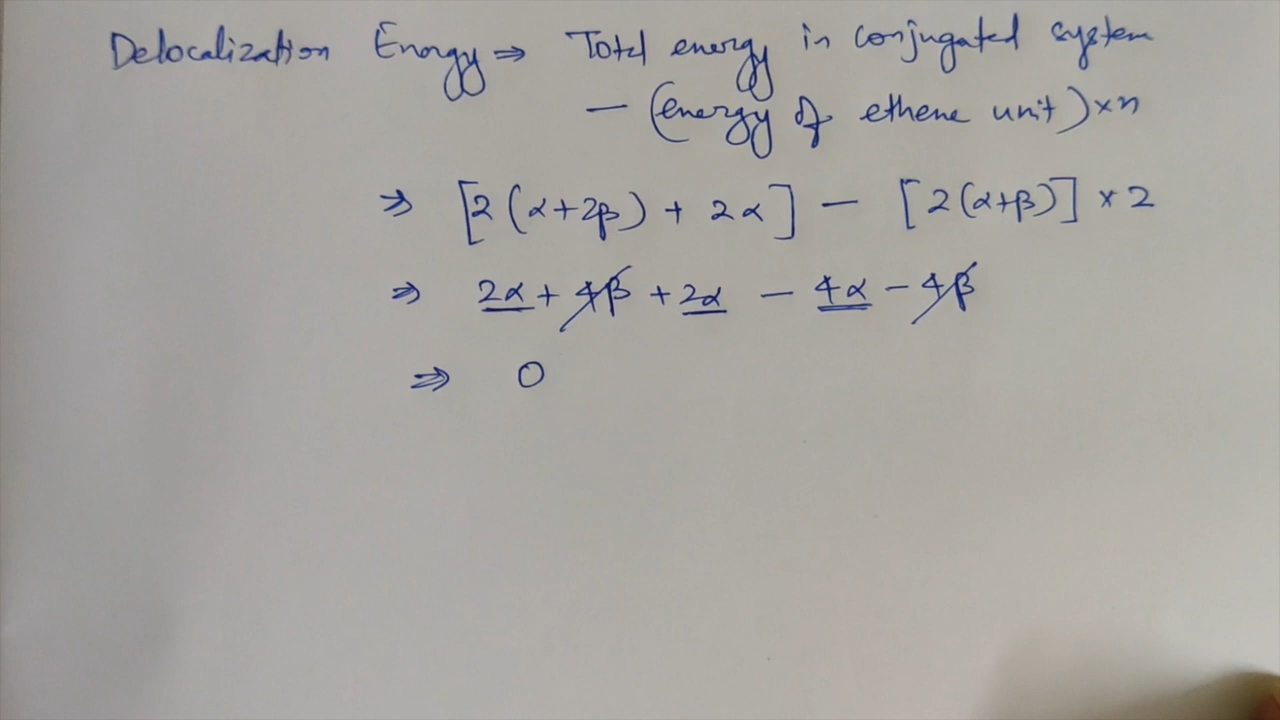 Delocalization Energy ⇒ Total energy in conjugated system
– (energy of ethene unit) × n
⇒ [2(α+2β) + 2α] – [2(α+β)] × 2
⇒ 2α + 4β + 2α – 4α – 4β
⇒ 0